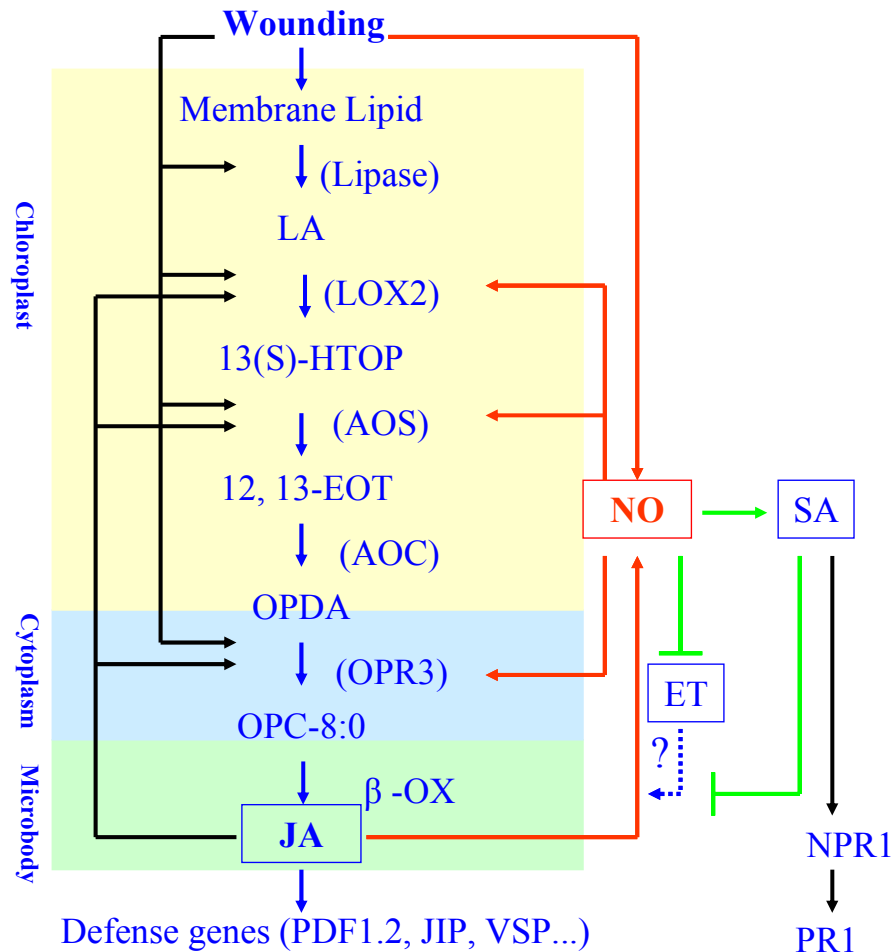 Wounding
Membrane Lipid
(Lipase)
LA
(LOX2)
13(S)-HTOP
(AOS)
12, 13-EOT
(AOC)
OPDA
(OPR3)
OPC-8:0
β -OX
JA
Defense genes (PDF1.2, JIP, VSP...)
Chloroplast
Cytoplasm
Microbody
NO
SA
ET
?
NPR1
PR1